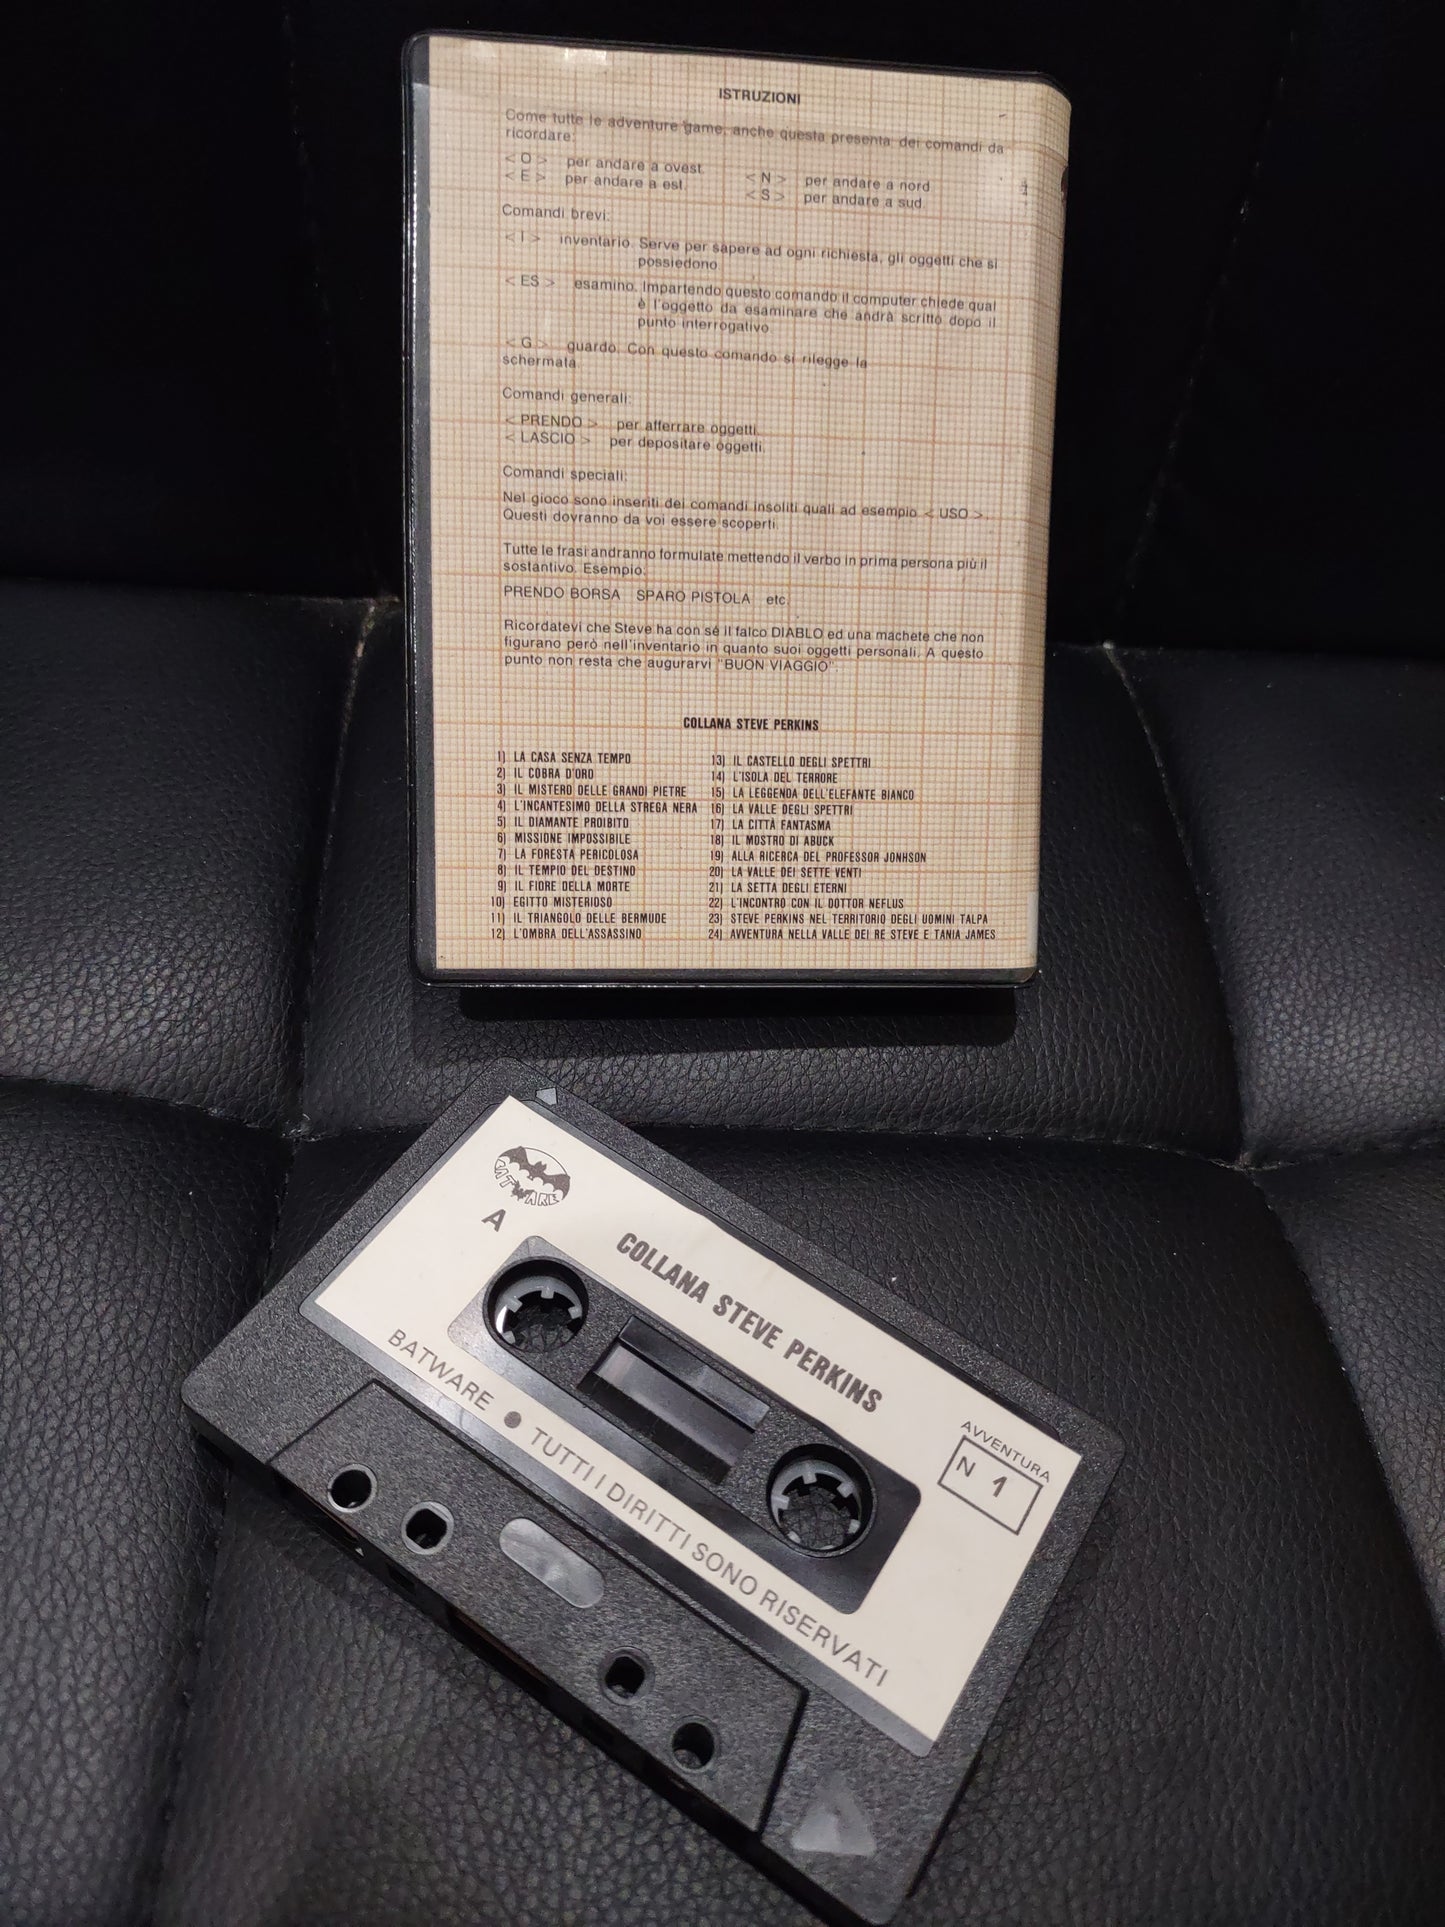 ISTRUZIONI
Come tutte le adventure game, anche questa presenta dei comandi da
ricordare:
< O > per andare a ovest. < N > per andare a nord
< E > per andare a est. < S > per andare a sud.
Comandi brevi:
< I > inventario. Serve per sapere ad ogni richiesta, gli oggetti che si
possiedono.
< ES > esamino. Impartendo questo comando il computer chiede qual
è l'oggetto da esaminare che andrà scritto dopo il
punto interrogativo.
< G > guardo. Con questo comando si rilegge la
schermata.
Comandi generali:
< PRENDO > per afferrare oggetti.
< LASCIO > per depositare oggetti.
Comandi speciali:
Nel gioco sono inseriti dei comandi insoliti quali ad esempio < USO >.
Questi dovranno da voi essere scoperti.
Tutte le frasi andranno formulate mettendo il verbo in prima persona più il
sostantivo. Esempio:
PRENDO BORSA SPARO PISTOLA etc.
Ricordatevi che Steve ha con sé il falco DIABLO ed una machete che non
figurano però nell'inventario in quanto suoi oggetti personali. A questo
punto non resta che augurarvi "BUON VIAGGIO".
COLLANA STEVE PERKINS
1) LA CASA SENZA TEMPO
2) IL COBRA D'ORO
3) IL MISTERO DELLE GRANDI PIETRE
4) L'INCANTESIMO DELLA STREGA NERA
5) IL DIAMANTE PROIBITO
6) MISSIONE IMPOSSIBILE
7) LA FORESTA PERICOLOSA
8) IL TEMPIO DEL DESTINO
9) IL FIORE DELLA MORTE
10) EGITTO MISTERIOSO
11) IL TRIANGOLO DELLE BERMUDE
12) L'OMBRA DELL'ASSASSINO
13) IL CASTELLO DEGLI SPETTRI
14) L'ISOLA DEL TERRORE
15) LA LEGGENDA DELL'ELEFANTE BIANCO
16) LA VALLE DEGLI SPETTRI
17) LA CITTÀ FANTASMA
18) IL MOSTRO DI ABUCK
19) ALLA RICERCA DEL PROFESSOR JONHSON
20) LA VALLE DEI SETTE VENTI
21) LA SETTA DEGLI ETERNI
22) L'INCONTRO CON IL DOTTOR NEFLUS
23) STEVE PERKINS NEL TERRITORIO DEGLI UOMINI TALPA
24) AVVENTURA NELLA VALLE DEI RE STEVE E TANIA JAMES
BATWARE
A
COLLANA STEVE PERKINS
AVVENTURA
N 1
BATWARE ● TUTTI I DIRITTI SONO RISERVATI